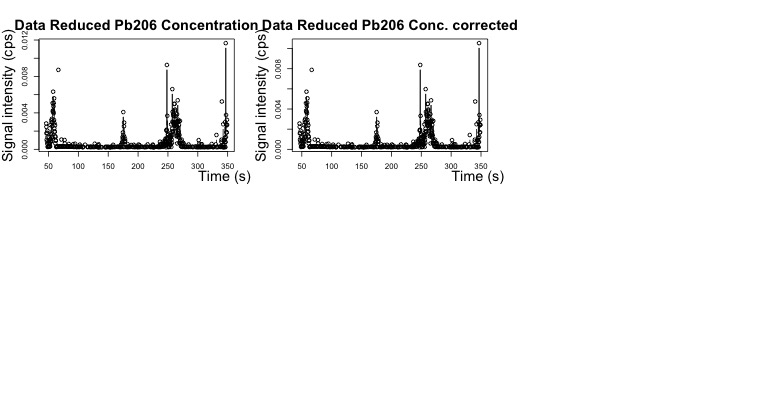 Data Reduced Pb206 Concentration
Signal intensity (cps)
0.000 0.004 0.008 0.012
50 100 150 200 250 300 350
Time (s)
Data Reduced Pb206 Conc. corrected
Signal intensity (cps)
0.000 0.004 0.008
50 100 150 200 250 300 350
Time (s)